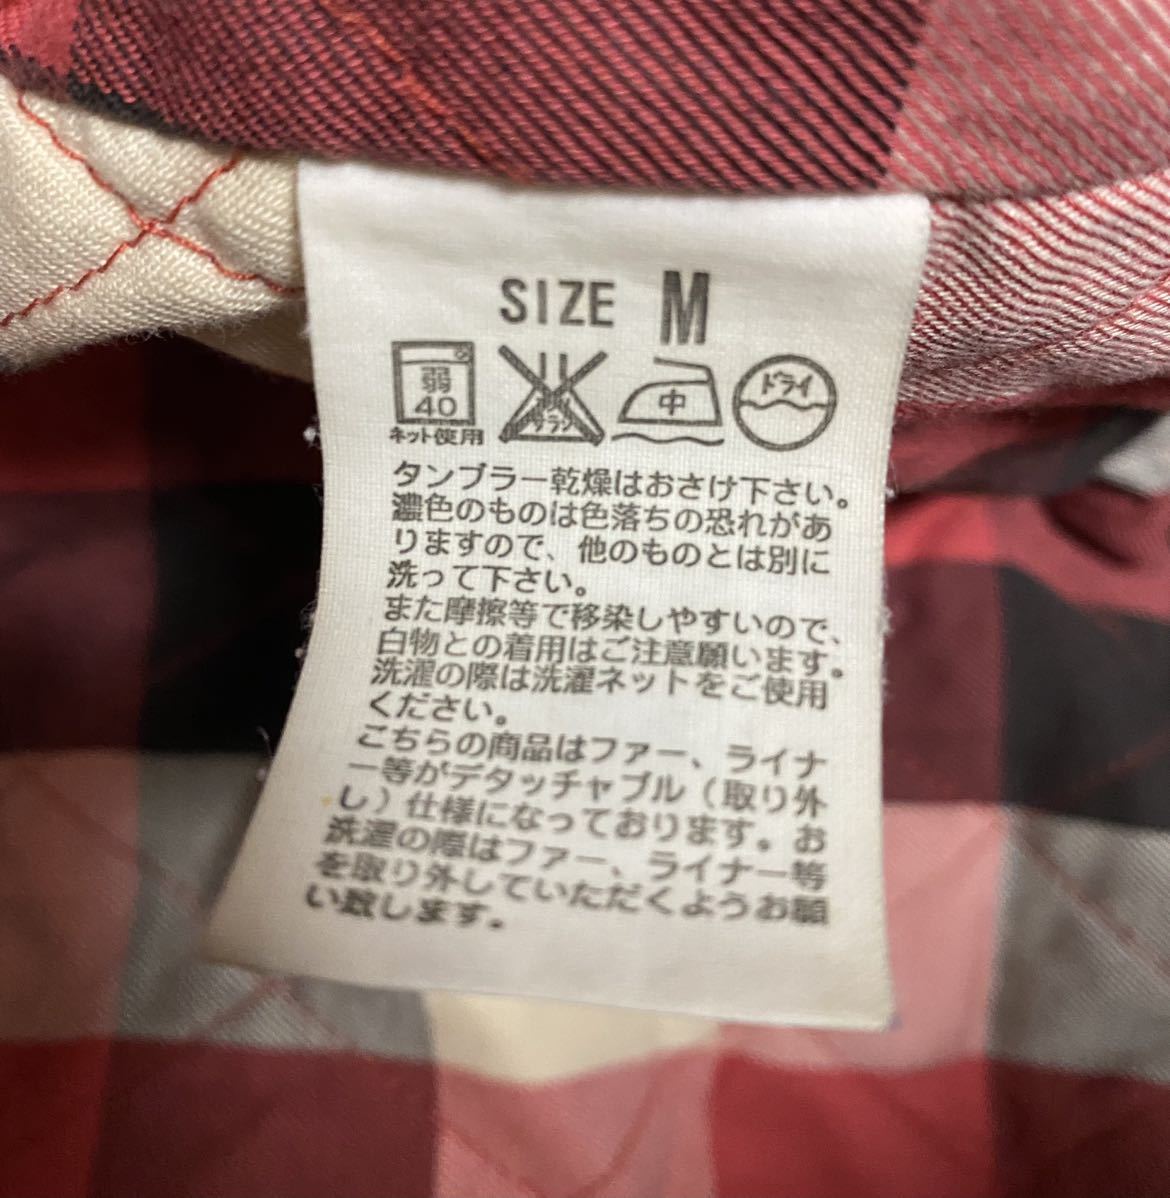 SIZE M
弱
40
ネット使用
サラシ
中
ドライ
タンブラー乾燥はおさけ下さい。
濃色のものは色落ちの恐れがあ
りますので、他のものとは別に
洗って下さい。
また摩擦等で移染しやすいので、
白物との着用はご注意願います。
洗濯の際は洗濯ネットをご使用
ください。
こちらの商品はファー、ライナ
ー等がデタッチャブル(取り外
し)仕様になっております。お
洗濯の際はファー、ライナー等
を取り外していただくようお願
い致します。